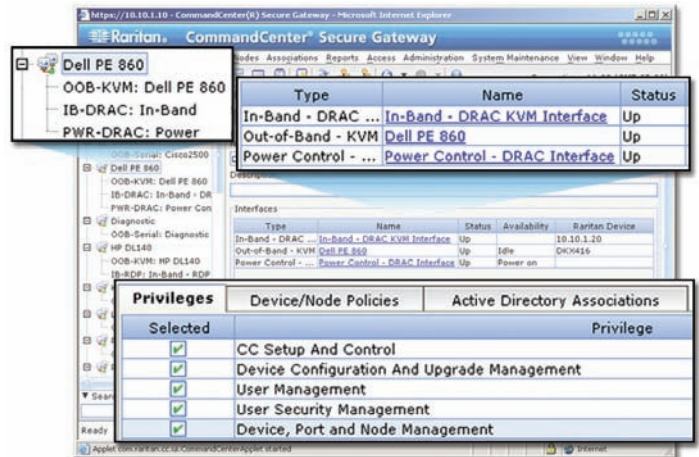 https://10.10.1.10 - CommandCenter(R) Secure Gateway - Microsoft Internet Explorer
Raritan. CommandCenter® Secure Gateway
Nodes Associations Reports Access Administration System Maintenance View Window Help
Dell PE 860
OOB-KVM: Dell PE 860
IB-DRAC: In-Band
PWR-DRAC: Power
Type Name Status
In-Band - DRAC ... In-Band - DRAC KVM Interface Up
Out-of-Band - KVM Dell PE 860 Up
Power Control - ... Power Control - DRAC Interface Up
OOB-Serial: Cisco2500
Dell PE 860
OOB-KVM: Dell PE 860
IB-DRAC: In-Band - DR
PWR-DRAC: Power Con
Diagnostic
OOB-Serial: Diagnostic
HP DL140
OOB-KVM: HP DL140
IB-RDP: In-Band - RDP
Interfaces
Type Name Status Availability Raritan Device
In-Band - DRAC ... In-Band - DRAC KVM Interface Up 10.10.1.20
Out-of-Band - KVM Dell PE 860 Up Idle DKX416
Power Control - ... Power Control - DRAC Interface Up Power on
Privileges Device/Node Policies Active Directory Associations
Selected Privilege
CC Setup And Control
Device Configuration And Upgrade Management
User Management
User Security Management
Device, Port and Node Management
Sear
Ready
Applet com.raritan.cc.ui.CommandCenterApplet started
Internet